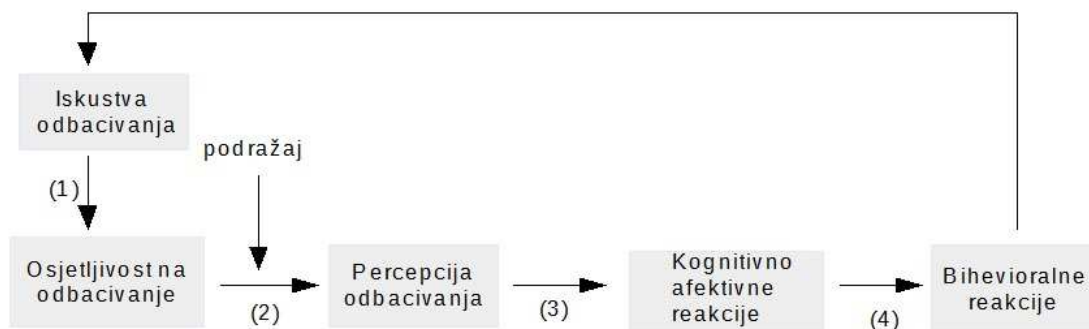 Iskustva
odbacivanja
podražaj
(1)
Osjetljivost na
odbacivanje
(2)
Percepcija
odbacivanja
(3)
Kognitivno
afektivne
reakcije
(4)
Bihevioralne
reakcije